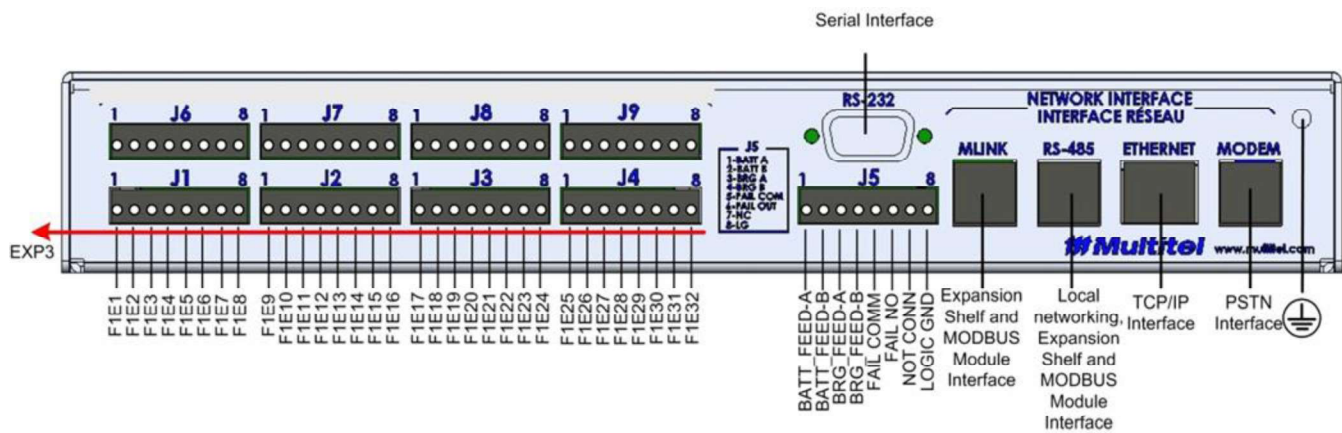 Serial Interface
1 J6 8
1 J7 8
1 J8 8
1 J9 8
RS-232
NETWORK INTERFACE
INTERFACE RÉSEAU
MLINK
RS-485
ETHERNET
MODEM
1 J1 8
1 J2 8
1 J3 8
1 J4 8
J5
1-BATT A
2-BATT B
3-BRG A
4-BRG B
5-FAIL COM
6-FAIL OUT
7-NC
8-LG
1 J5 8
Multitel
www.multitel.com
EXP3
F1E1
F1E2
F1E3
F1E4
F1E5
F1E6
F1E7
F1E8
F1E9
F1E10
F1E11
F1E12
F1E13
F1E14
F1E15
F1E16
F1E17
F1E18
F1E19
F1E20
F1E21
F1E22
F1E23
F1E24
F1E25
F1E26
F1E27
F1E28
F1E29
F1E30
F1E31
F1E32
BATT_FEED-A
BATT_FEED-B
BRG_FEED-A
BRG_FEED-B
FAIL COMM
FAIL NO
NOT CONN
LOGIC GND
Expansion
Shelf and
MODBUS
Module
Interface
Local
networking,
Expansion
Shelf and
MODBUS
Module
Interface
TCP/IP
Interface
PSTN
Interface